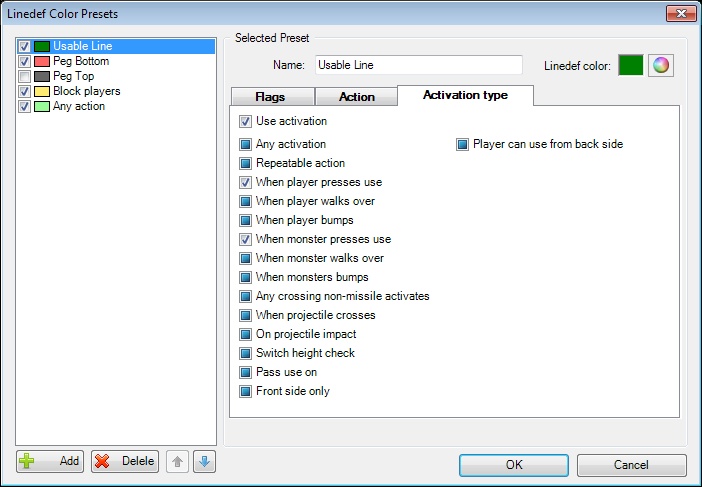 Linedef Color Presets
Usable Line
Peg Bottom
Peg Top
Block players
Any action
Add
Delele
Selected Preset
Name:
Usable Line
Linedef color:
Flags
Action
Activation type
Use activation
Any activation
Player can use from back side
Repeatable action
When player presses use
When player walks over
When player bumps
When monster presses use
When monster walks over
When monsters bumps
Any crossing non-missile activates
When projectile crosses
On projectile impact
Switch height check
Pass use on
Front side only
OK
Cancel